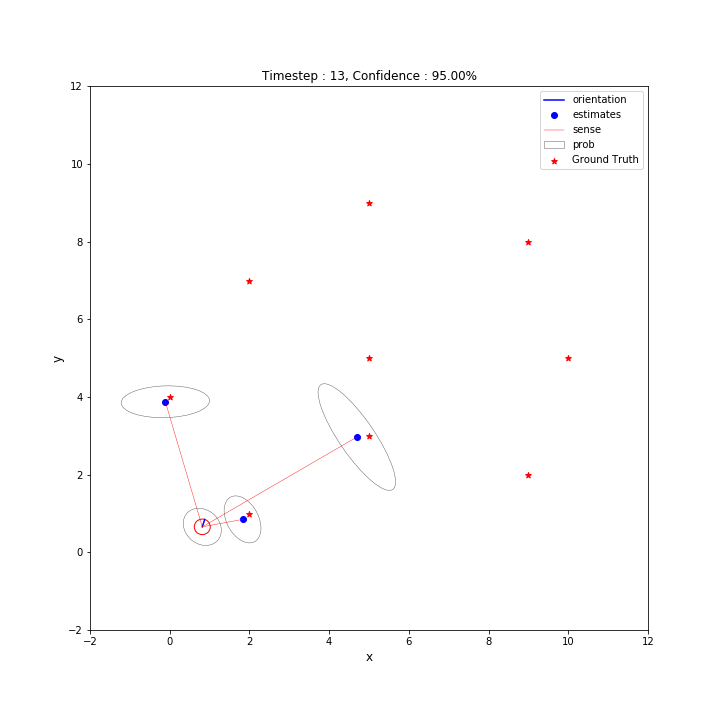 Timestep : 13, Confidence : 95.00%
orientation
estimates
sense
prob
Ground Truth
12
10
8
6
4
2
0
−2
y
−2 0 2 4 6 8 10 12
x